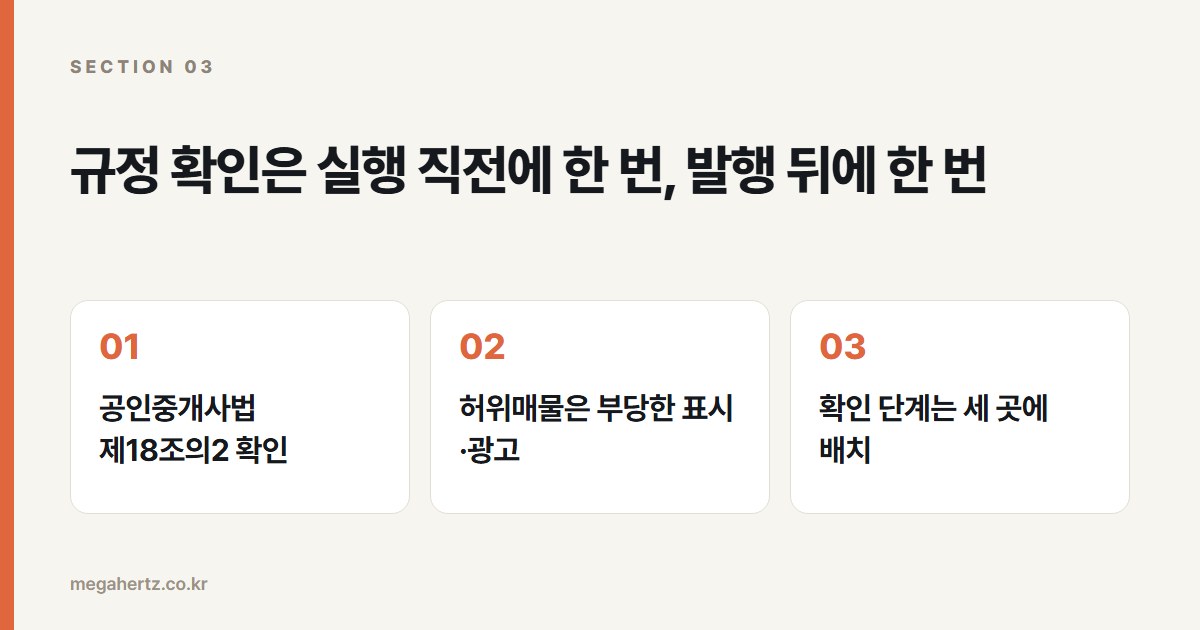 SECTION 03
규정 확인은 실행 직전에 한 번, 발행 뒤에 한 번
01
공인중개사법
제18조의2 확인
02
허위매물은 부당한 표시
·광고
03
확인 단계는 세 곳에
배치
megahertz.co.kr